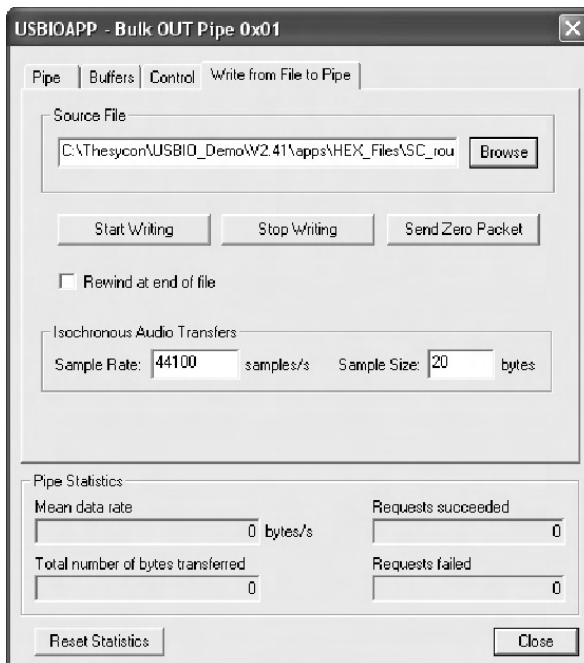 USBIOAPP - Bulk OUT Pipe 0x01
Pipe Buffers Control Write from File to Pipe
Source File
C:\Thesycon\USBIO_Demo\V2.41\apps\HEX_Files\SC_rou Browse
Start Writing Stop Writing Send Zero Packet
Rewind at end of file
Isochronous Audio Transfers
Sample Rate: 44100 samples/s Sample Size: 20 bytes
Pipe Statistics
Mean data rate Requests succeeded
0 bytes/s 0
Total number of bytes transferred Requests failed
0 0
Reset Statistics Close